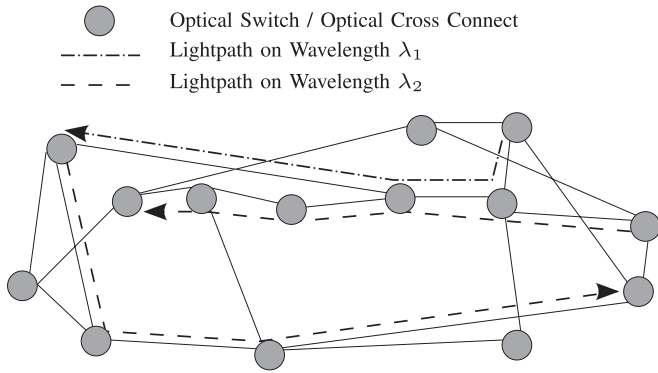 Optical Switch / Optical Cross Connect
Lightpath on Wavelength λ₁
Lightpath on Wavelength λ₂